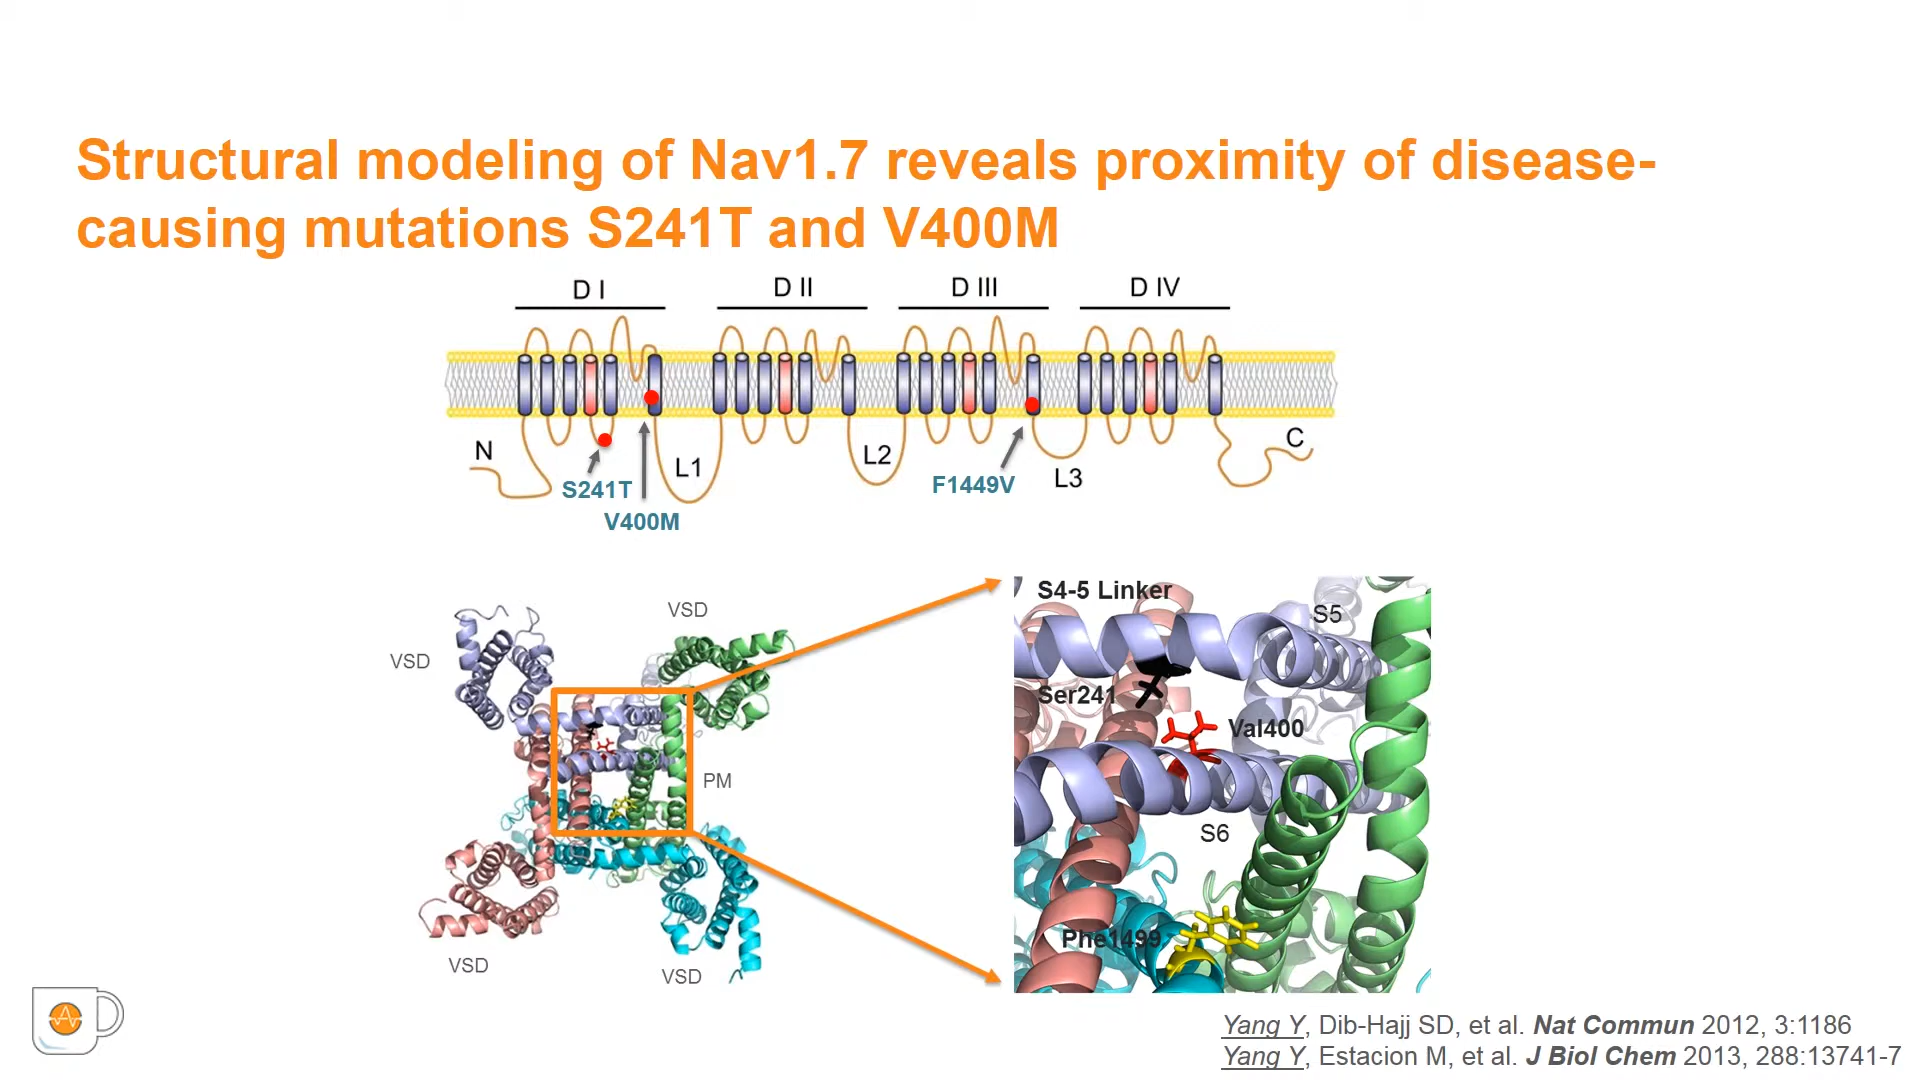 Structural modeling of Nav1.7 reveals proximity of disease-
causing mutations S241T and V400M
D I
D II
D III
D IV
N
L1
L2
L3
C
S241T
V400M
F1449V
VSD
VSD
PM
VSD
VSD
S4-5 Linker
S5
Ser241
Val400
S6
Phe1499
Yang Y, Dib-Hajj SD, et al. Nat Commun 2012, 3:1186
Yang Y, Estacion M, et al. J Biol Chem 2013, 288:13741-7